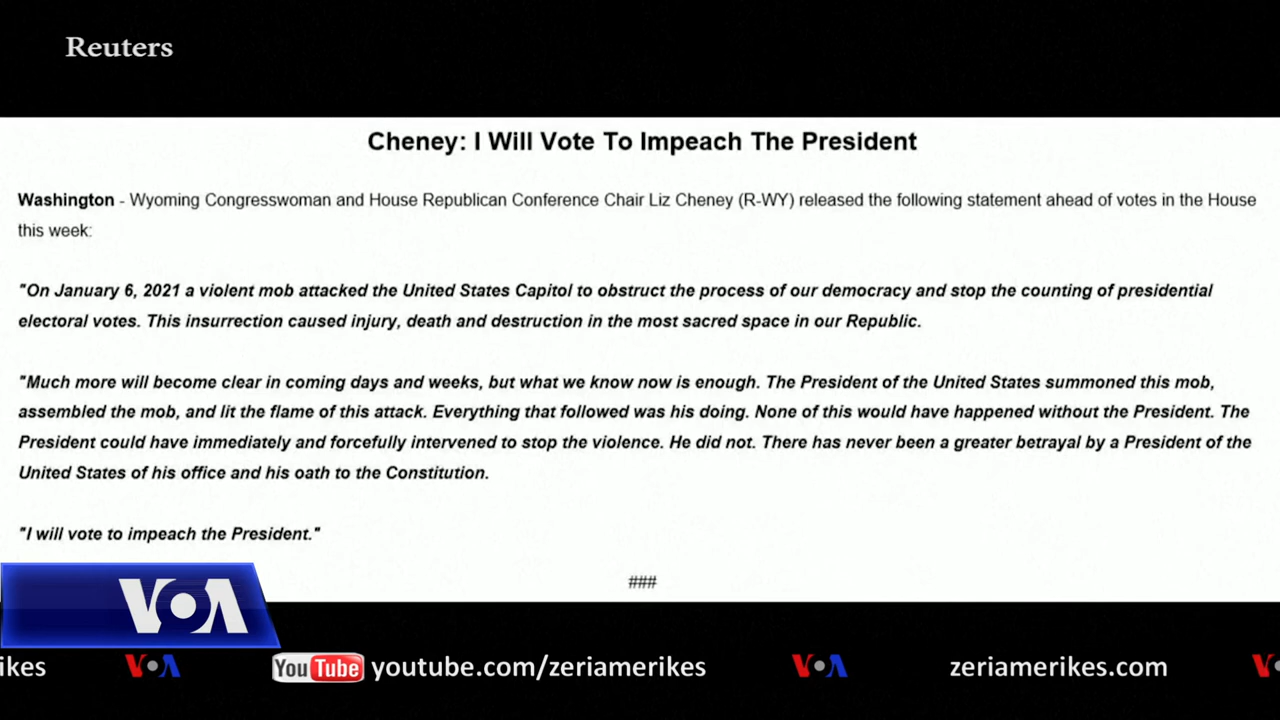 Reuters
Cheney: I Will Vote To Impeach The President
Washington - Wyoming Congresswoman and House Republican Conference Chair Liz Cheney (R-WY) released the following statement ahead of votes in the House
this week:
"On January 6, 2021 a violent mob attacked the United States Capitol to obstruct the process of our democracy and stop the counting of presidential
electoral votes. This insurrection caused injury, death and destruction in the most sacred space in our Republic.
"Much more will become clear in coming days and weeks, but what we know now is enough. The President of the United States summoned this mob,
assembled the mob, and lit the flame of this attack. Everything that followed was his doing. None of this would have happened without the President. The
President could have immediately and forcefully intervened to stop the violence. He did not. There has never been a greater betrayal by a President of the
United States of his office and his oath to the Constitution.
"I will vote to impeach the President."
###
VOA
ikes VOA YouTube youtube.com/zeriamerikes VOA zeriamerikes.com VO